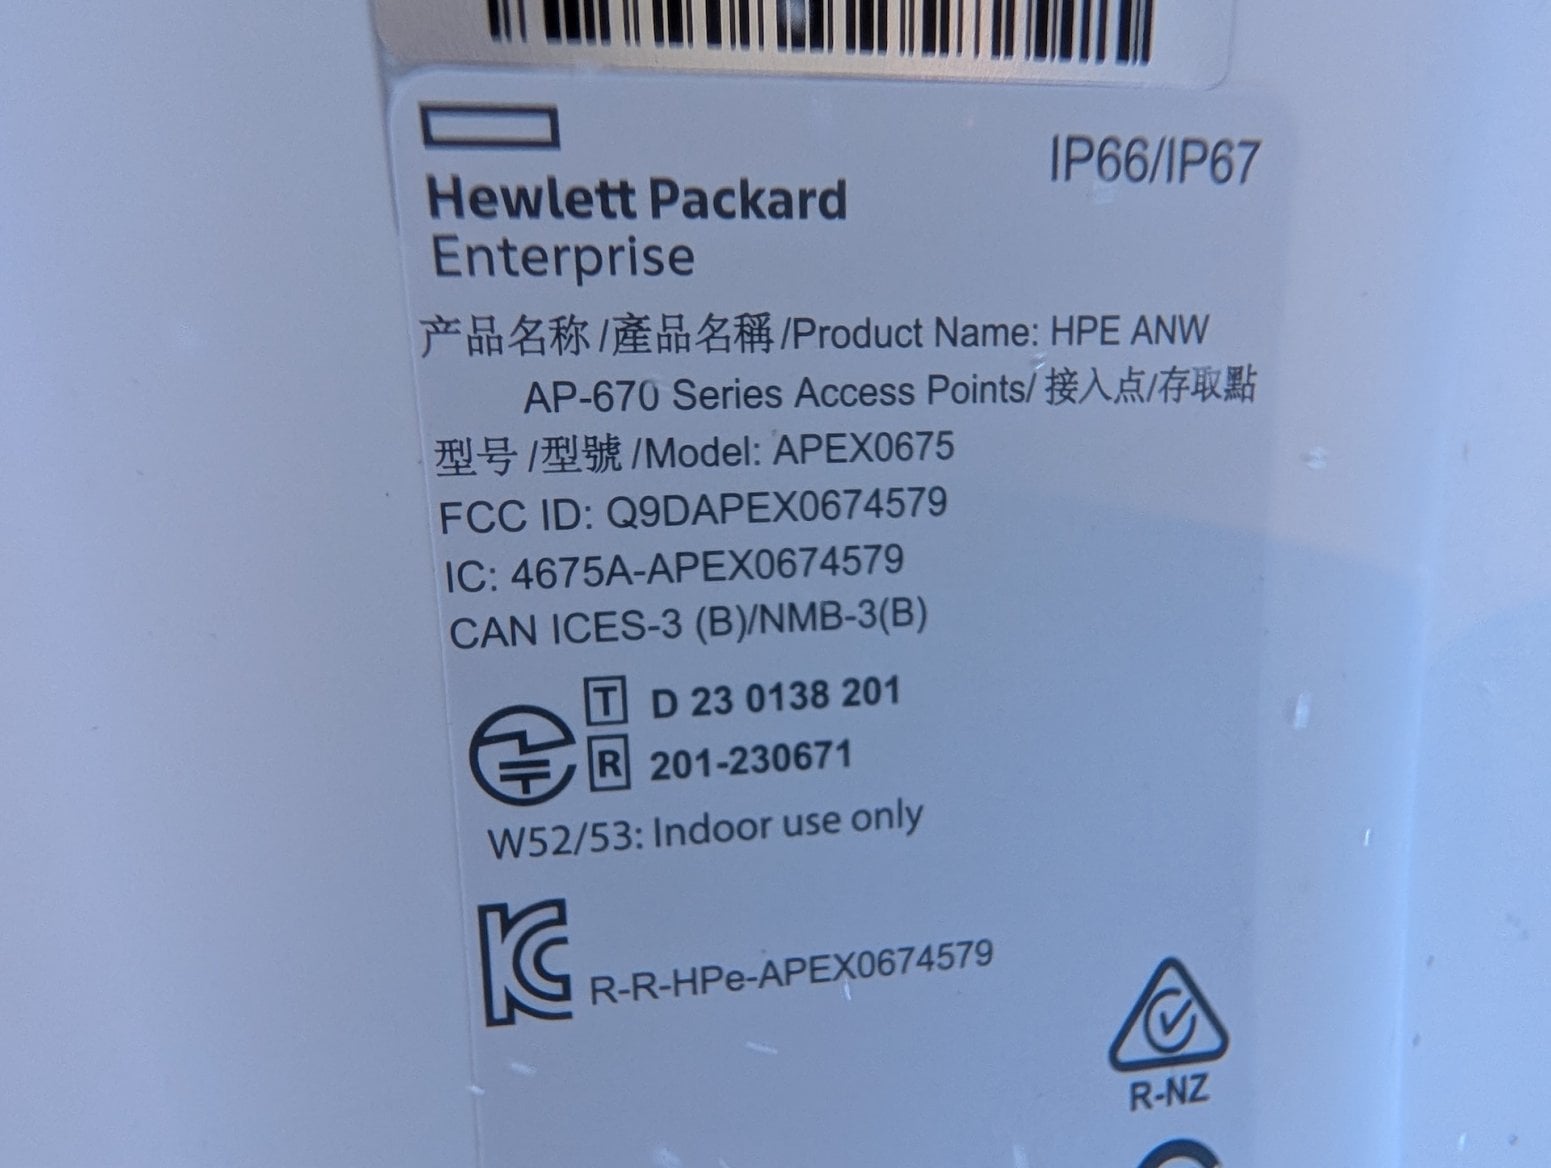 Hewlett Packard
Enterprise
IP66/IP67
产品名称/產品名稱/Product Name: HPE ANW
AP-670 Series Access Points/ 接入点/存取點
型号/型號/Model: APEX0675
FCC ID: Q9DAPEX0674579
IC: 4675A-APEX0674579
CAN ICES-3 (B)/NMB-3(B)
T D 23 0138 201
R 201-230671
W52/53: Indoor use only
R-R-HPe-APEX0674579
R-NZ